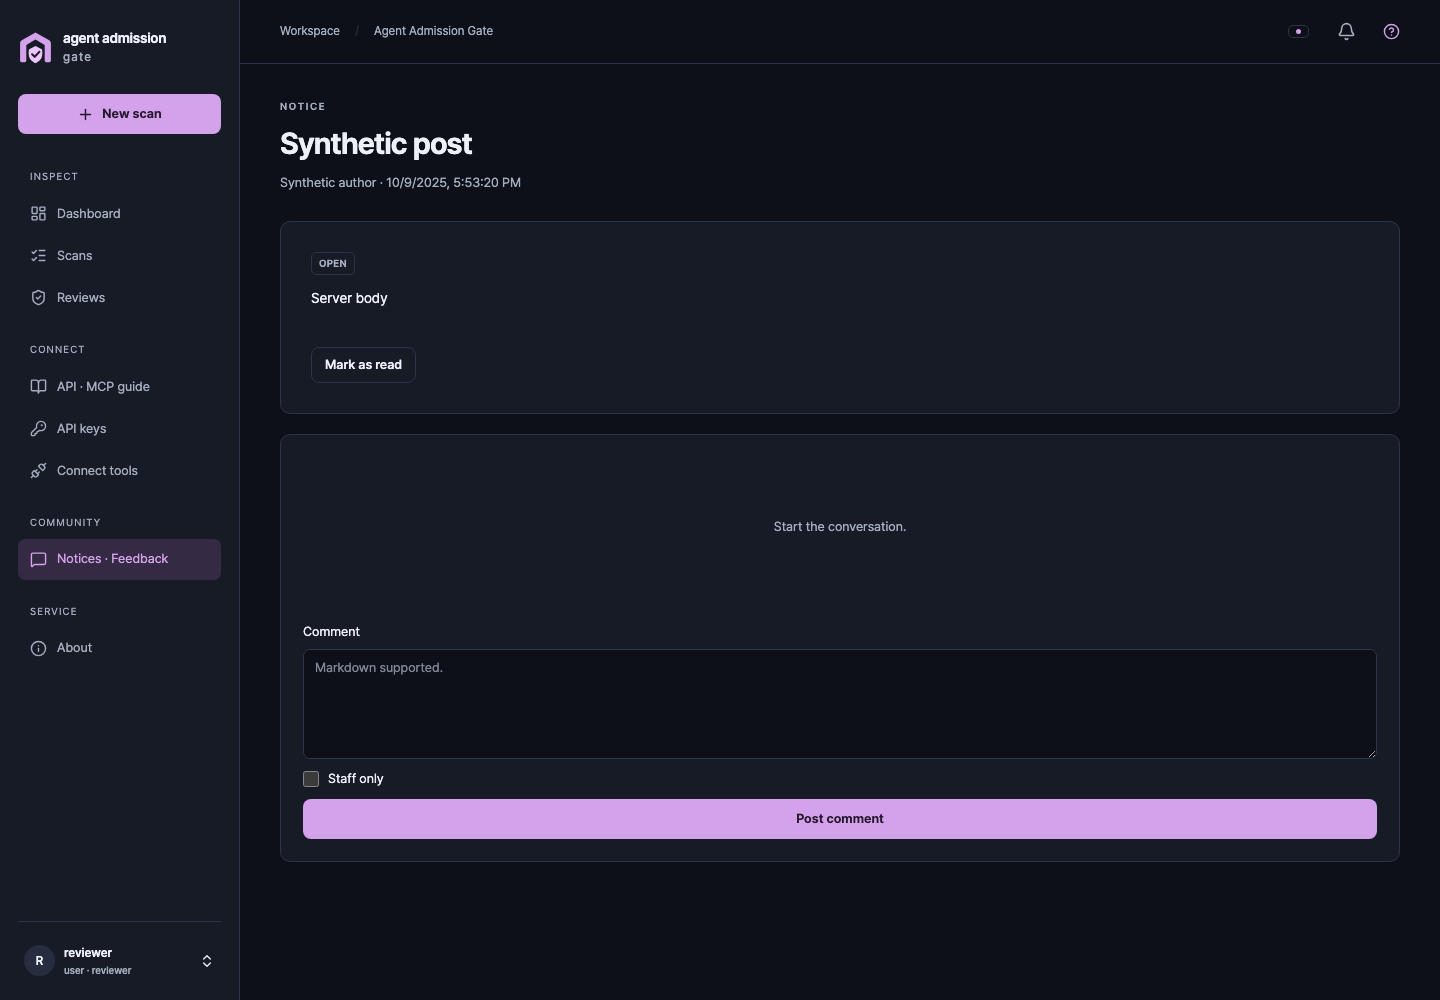 agent admission
gate
New scan
INSPECT
Dashboard
Scans
Reviews
CONNECT
API · MCP guide
API keys
Connect tools
COMMUNITY
Notices · Feedback
SERVICE
About
R
reviewer
user · reviewer
Workspace / Agent Admission Gate
NOTICE
Synthetic post
Synthetic author · 10/9/2025, 5:53:20 PM
OPEN
Server body
Mark as read
Start the conversation.
Comment
Markdown supported.
Staff only
Post comment